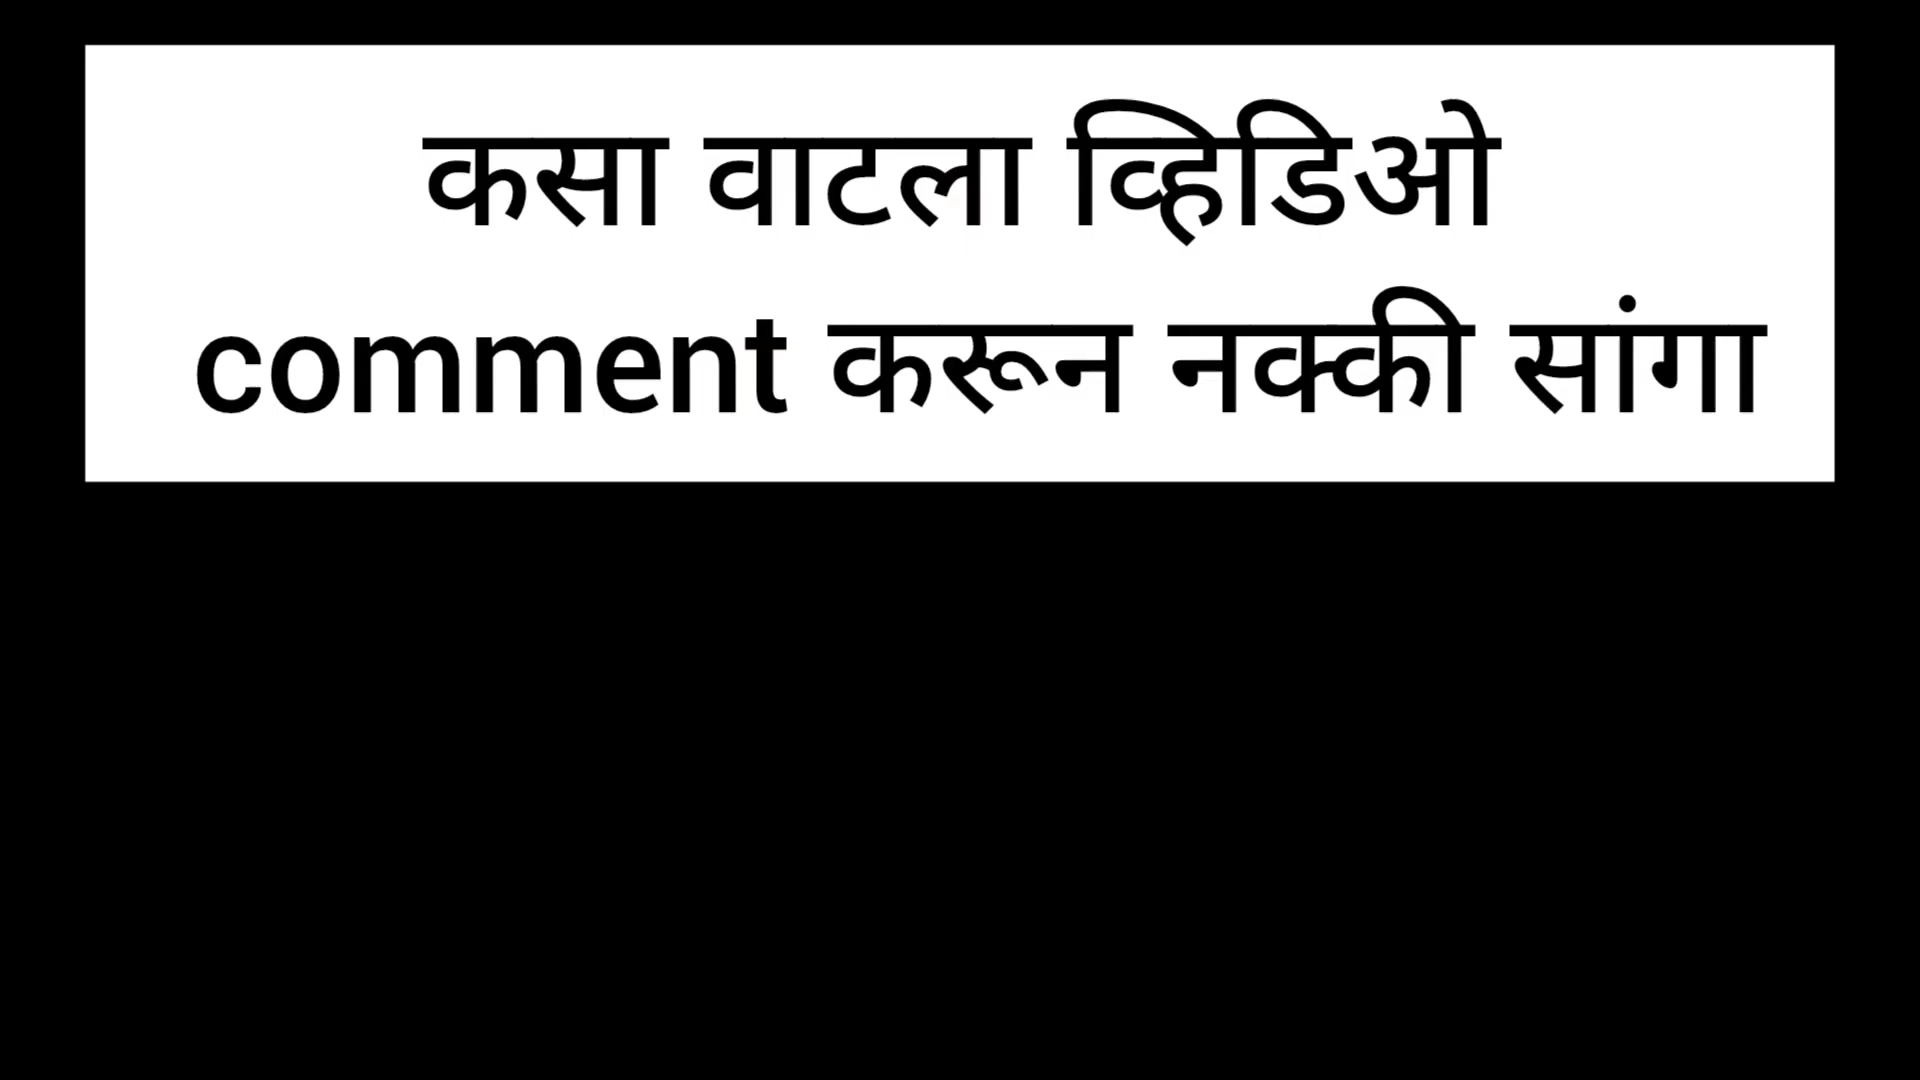 कसा वाटला व्हिडिओ
comment करून नक्की सांगा